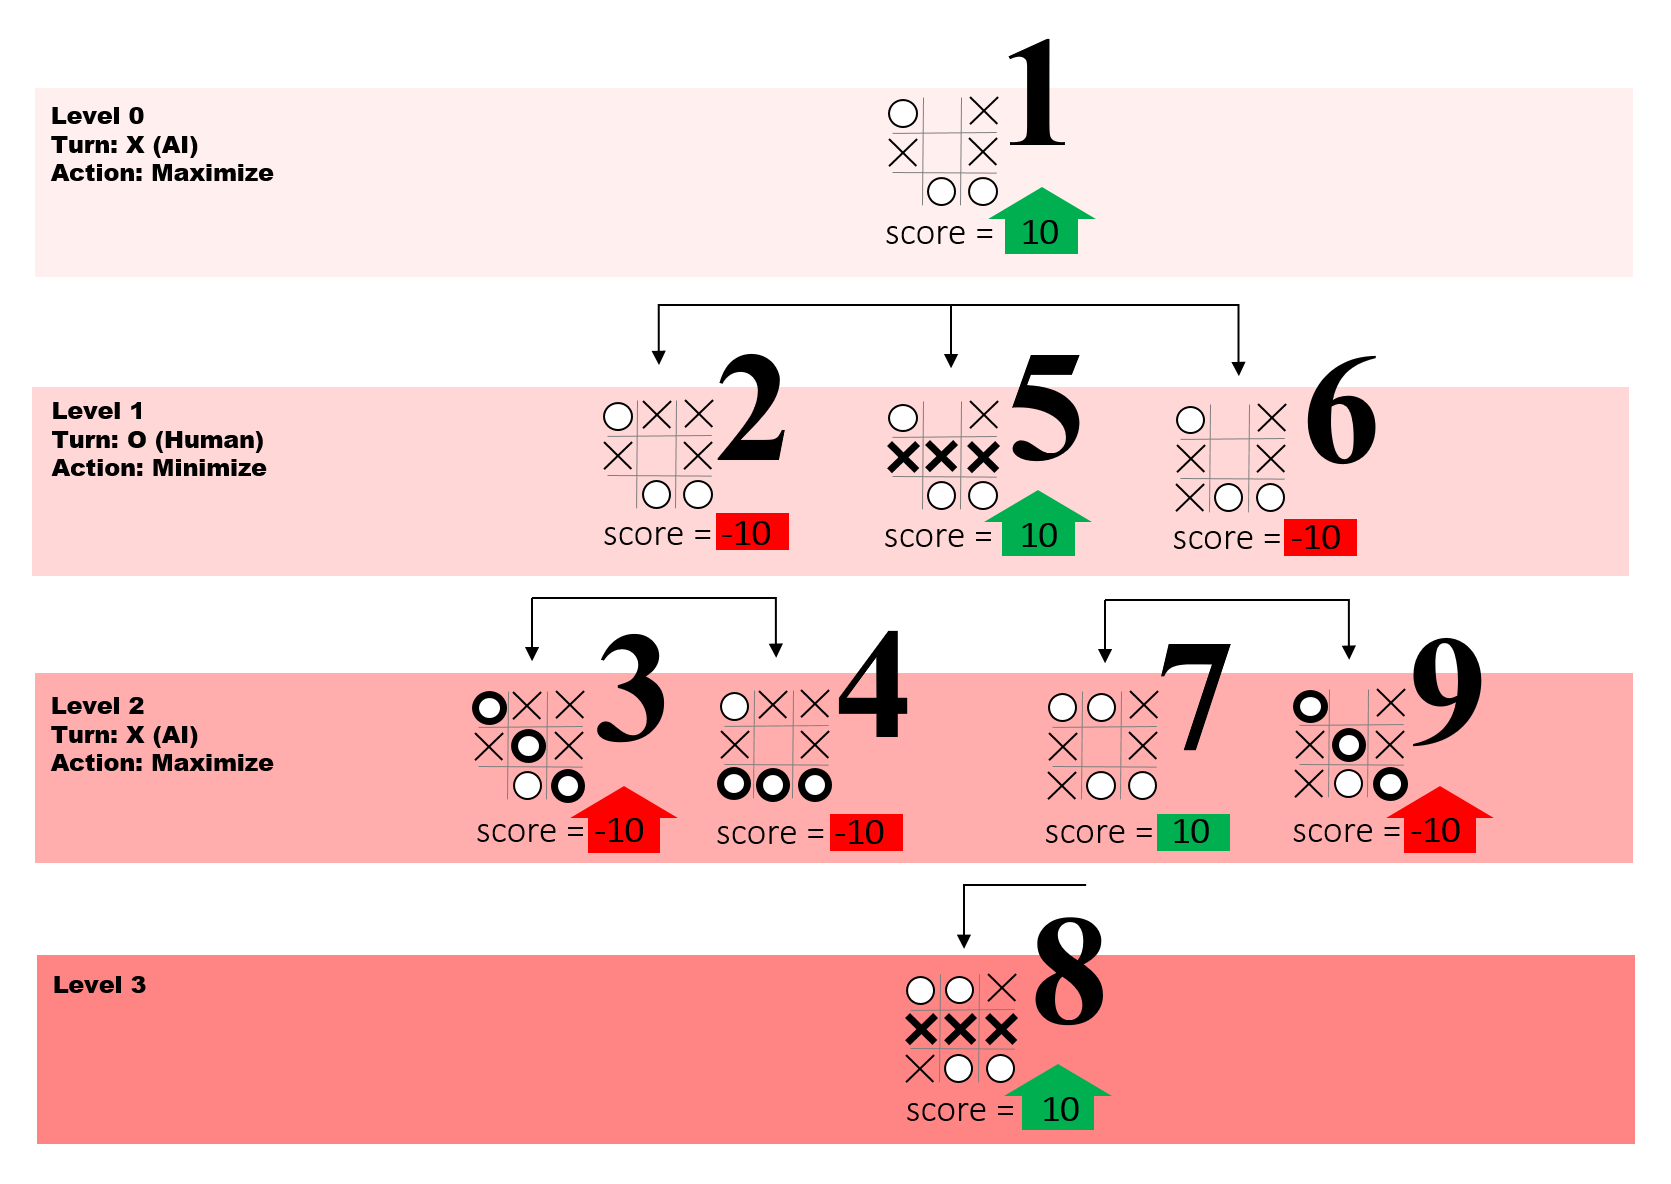 1
Level 0
Turn: X (AI)
Action: Maximize
score = 10
2
5
6
Level 1
Turn: O (Human)
Action: Minimize
score = -10
score = 10
score = -10
3
4
7
9
Level 2
Turn: X (AI)
Action: Maximize
score = -10
score = -10
score = 10
score = -10
8
Level 3
score = 10